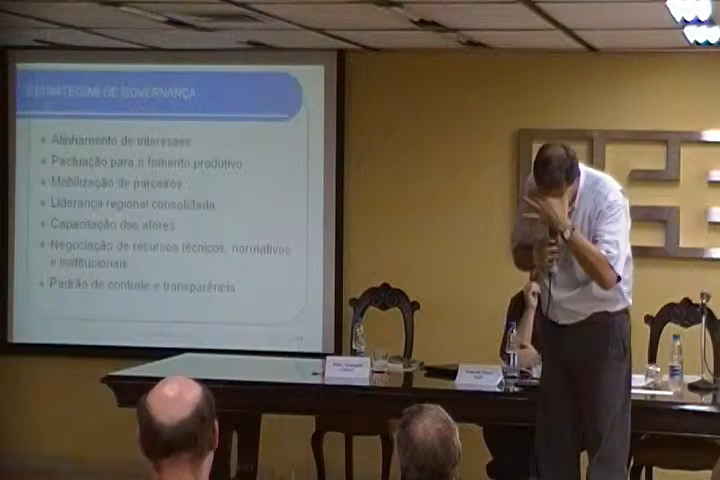 ESTRATÉGIAS DE GOVERNANÇA
Alinhamento de interesses
Pactuação para o fomento produtivo
Mobilização de parceiros
Liderança regional consolidada
Capacitação dos atores
Negociação de recursos técnicos, normativos
e institucionais
Padrão de controle e transparência